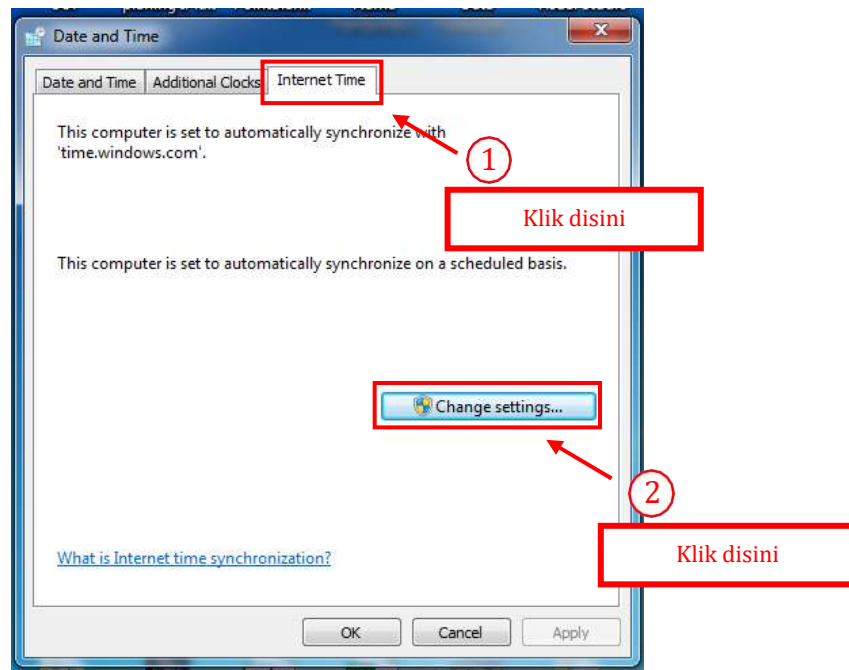 Date and Time
Date and Time Additional Clocks Internet Time
This computer is set to automatically synchronize with
'time.windows.com'.
1
Klik disini
This computer is set to automatically synchronize on a scheduled basis.
Change settings...
2
Klik disini
What is Internet time synchronization?
OK Cancel Apply